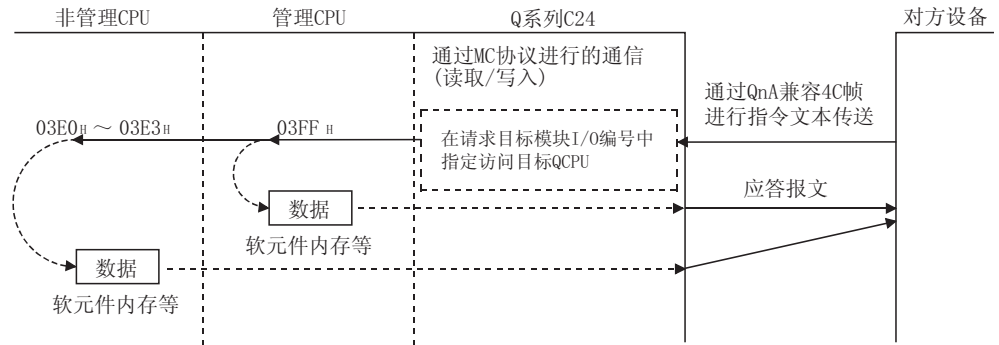 非管理CPU 管理CPU Q系列C24 对方设备
通过MC协议进行的通信
(读取/写入)
通过QnA兼容4C帧
进行指令文本传送
03E0H ～ 03E3H 03FF H
在请求目标模块I/O编号中
指定访问目标QCPU
应答报文
数据
软元件内存等
数据
软元件内存等